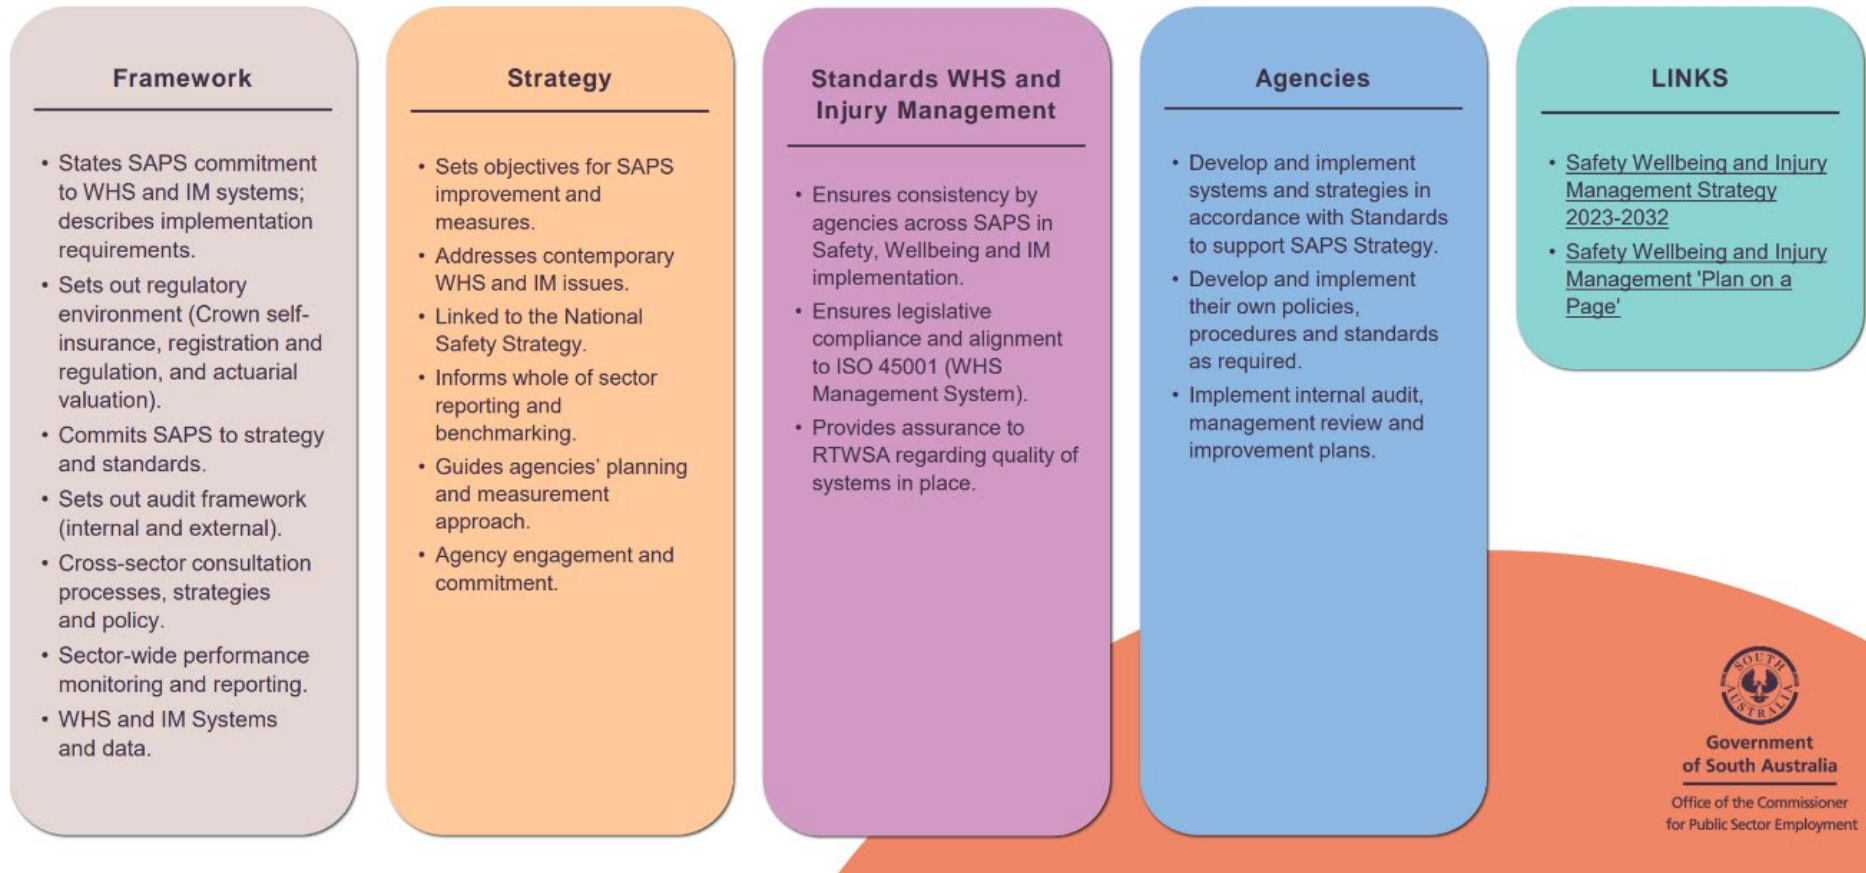 Framework
• States SAPS commitment
to WHS and IM systems;
describes implementation
requirements.
• Sets out regulatory
environment (Crown self-
insurance, registration and
regulation, and actuarial
valuation).
• Commits SAPS to strategy
and standards.
• Sets out audit framework
(internal and external).
• Cross-sector consultation
processes, strategies
and policy.
• Sector-wide performance
monitoring and reporting.
• WHS and IM Systems
and data.
Strategy
• Sets objectives for SAPS
improvement and
measures.
• Addresses contemporary
WHS and IM issues.
• Linked to the National
Safety Strategy.
• Informs whole of sector
reporting and
benchmarking.
• Guides agencies’ planning
and measurement
approach.
• Agency engagement and
commitment.
Standards WHS and
Injury Management
• Ensures consistency by
agencies across SAPS in
Safety, Wellbeing and IM
implementation.
• Ensures legislative
compliance and alignment
to ISO 45001 (WHS
Management System).
• Provides assurance to
RTWSA regarding quality of
systems in place.
Agencies
• Develop and implement
systems and strategies in
accordance with Standards
to support SAPS Strategy.
• Develop and implement
their own policies,
procedures and standards
as required.
• Implement internal audit,
management review and
improvement plans.
LINKS
• Safety Wellbeing and Injury
Management Strategy
2023-2032
• Safety Wellbeing and Injury
Management 'Plan on a
Page'
SOUTH
AUSTRALIA
Government
of South Australia
Office of the Commissioner
for Public Sector Employment